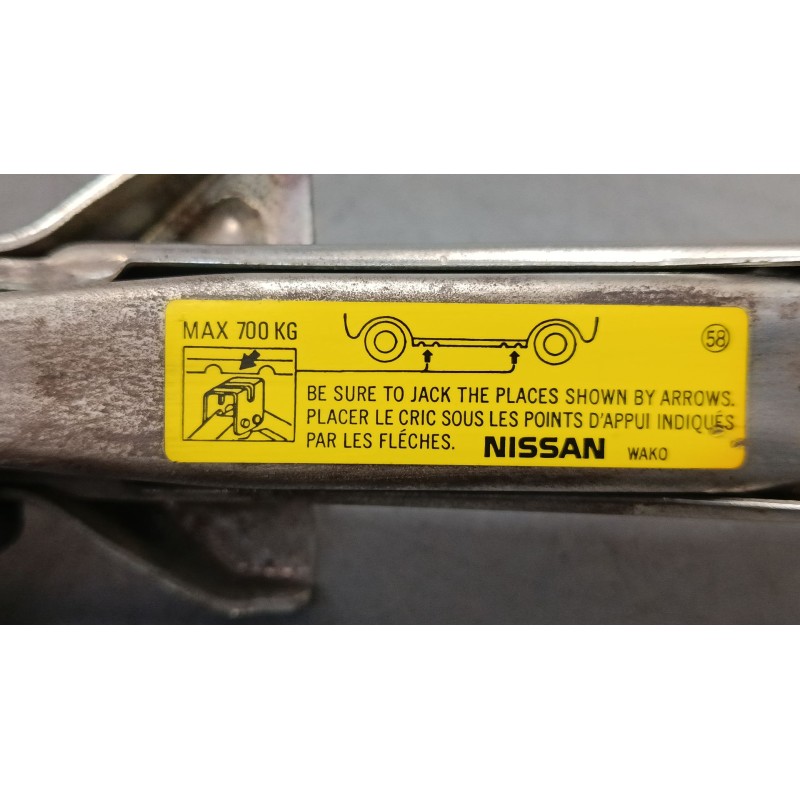 MAX 700 KG
58
BE SURE TO JACK THE PLACES SHOWN BY ARROWS.
PLACER LE CRIC SOUS LES POINTS D'APPUI INDIQUÉS
PAR LES FLÉCHES. NISSAN WAKO